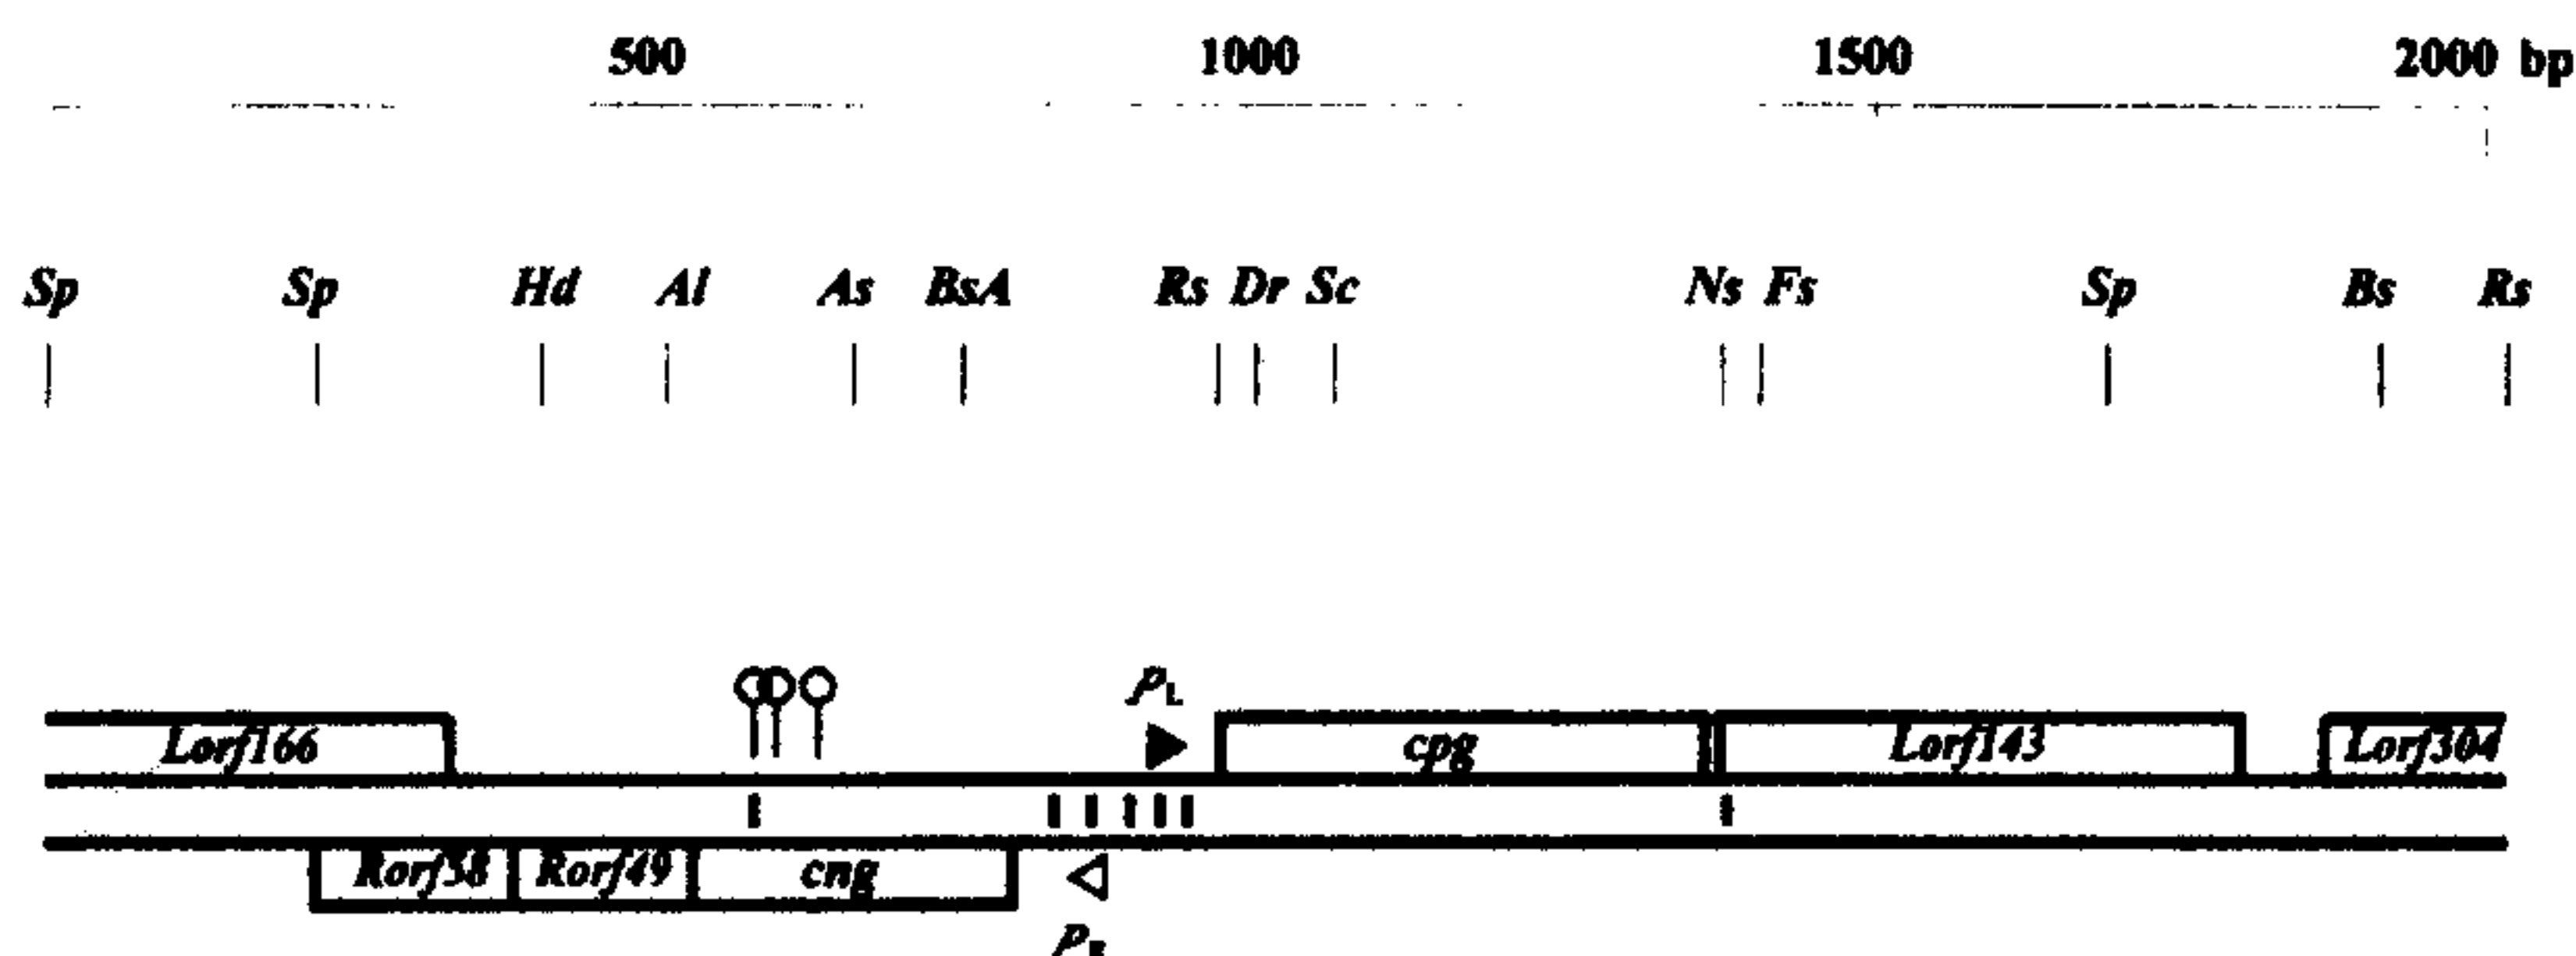 500 1000 1500 2000 bp
Sp Sp Hd Al As BsA Rs Dr Sc Ns Fs Sp Bs Rs
pL
Lorf166 cpg Lorf143 Lorf304
Rorf58 Rorf49 cng
pR